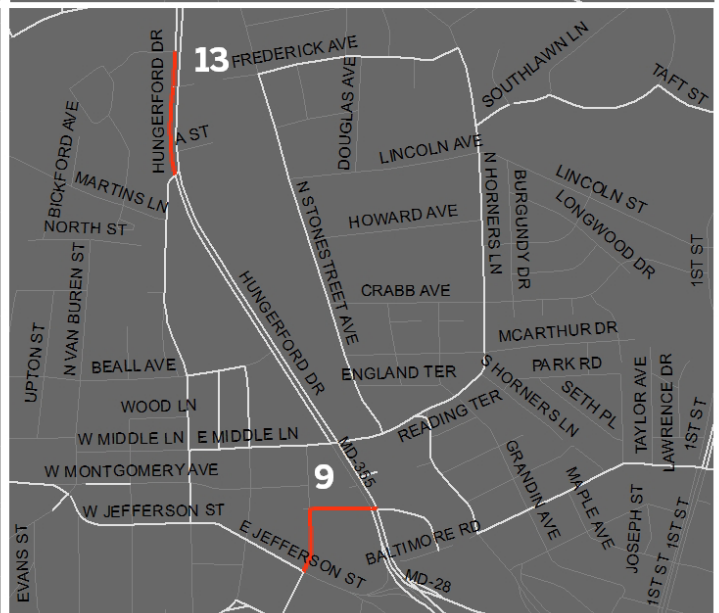 FREDERICK AVE
13
HUNGERFORD DR
SOUTHLAWN LN
TAFT ST
DOUGLAS AVE
A ST
LINCOLN AVE
BICKFORD AVE
MARTINS LN
N STONESTREET AVE
N HORNERS LN
BURGUNDY DR
LINCOLN ST
LONGWOOD DR
HOWARD AVE
NORTH ST
1ST ST
N VAN BUREN ST
HUNGERFORD DR
CRABB AVE
UPTON ST
MCARTHUR DR
BEALL AVE
ENGLAND TER
PARK RD
S HORNERS LN
SETH PL
TAYLOR AVE
LAWRENCE DR
1ST ST
WOOD LN
READING TER
W MIDDLE LN
E MIDDLE LN
MD-355
W MONTGOMERY AVE
9
GRANDIN AVE
MAPLE AVE
W JEFFERSON ST
E JEFFERSON ST
BALTIMORE RD
JOSEPH ST
1ST ST
1ST ST
EVANS ST
MD-28